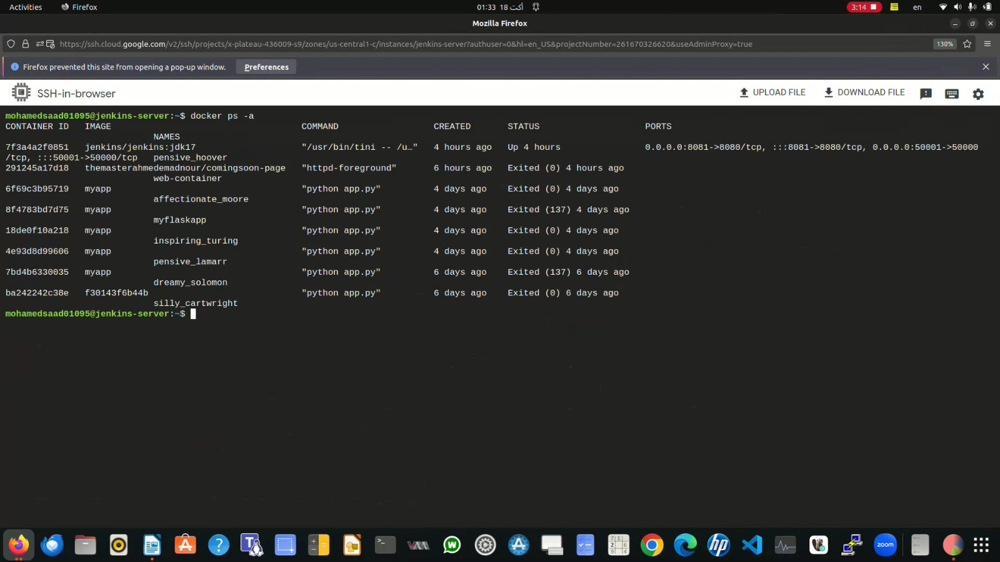 Activities Firefox 01:33 18 أكت 3:14 en
Mozilla Firefox
https://ssh.cloud.google.com/v2/ssh/projects/x-plateau-436009-s9/zones/us-central1-c/instances/jenkins-server?authuser=0&hl=en_US&projectNumber=261670326620&useAdminProxy=true 130%
Firefox prevented this site from opening a pop-up window. Preferences
SSH-in-browser UPLOAD FILE DOWNLOAD FILE
mohamedsaad01095@jenkins-server:~$ docker ps -a
CONTAINER ID IMAGE COMMAND CREATED STATUS PORTS
NAMES
7f3a4a2f0851 jenkins/jenkins:jdk17 "/usr/bin/tini -- /u…" 4 hours ago Up 4 hours 0.0.0.0:8081->8080/tcp, :::8081->8080/tcp, 0.0.0.0:50001->50000
/tcp, :::50001->50000/tcp pensive_hoover
291245a17d18 themasterahmedemadnour/comingsoon-page "httpd-foreground" 6 hours ago Exited (0) 4 hours ago
web-container
6f69c3b95719 myapp "python app.py" 4 days ago Exited (0) 4 days ago
affectionate_moore
8f4783bd7d75 myapp "python app.py" 4 days ago Exited (137) 4 days ago
myflaskapp
18de0f10a218 myapp "python app.py" 4 days ago Exited (0) 4 days ago
inspiring_turing
4e93d8d99606 myapp "python app.py" 4 days ago Exited (0) 4 days ago
pensive_lamarr
7bd4b6330035 myapp "python app.py" 6 days ago Exited (137) 6 days ago
dreamy_solomon
ba242242c38e f30143f6b44b "python app.py" 6 days ago Exited (0) 6 days ago
silly_cartwright
mohamedsaad01095@jenkins-server:~$
zoom